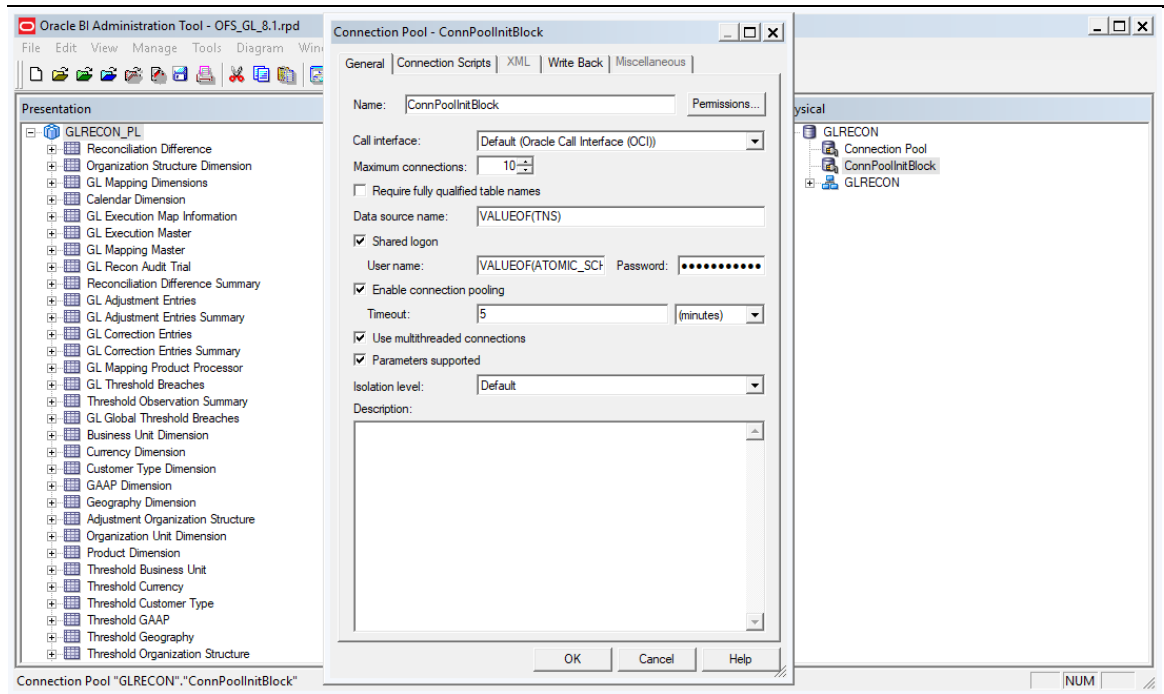 Oracle BI Administration Tool - OFS_GL_8.1.rpd
File Edit View Manage Tools Diagram
Presentation
GLRECON_PL
Reconciliation Difference
Organization Structure Dimension
GL Mapping Dimensions
Calendar Dimension
GL Execution Map Information
GL Execution Master
GL Mapping Master
GL Recon Audit Trial
Reconciliation Difference Summary
GL Adjustment Entries
GL Adjustment Entries Summary
GL Correction Entries
GL Correction Entries Summary
GL Mapping Product Processor
GL Threshold Breaches
Threshold Observation Summary
GL Global Threshold Breaches
Business Unit Dimension
Currency Dimension
Customer Type Dimension
GAAP Dimension
Geography Dimension
Adjustment Organization Structure
Organization Unit Dimension
Product Dimension
Threshold Business Unit
Threshold Currency
Threshold Customer Type
Threshold GAAP
Threshold Geography
Threshold Organization Structure
Connection Pool - ConnPoolInitBlock
General Connection Scripts XML Write Back Miscellaneous
Name: ConnPoolInitBlock Permissions...
Call interface: Default (Oracle Call Interface (OCI))
Maximum connections: 10
Require fully qualified table names
Data source name: VALUEOF(TNS)
Shared logon
User name: VALUEOF(ATOMIC_SCH Password:
Enable connection pooling
Timeout: 5 (minutes)
Use multithreaded connections
Parameters supported
Isolation level: Default
Description:
OK Cancel Help
ysical
GLRECON
Connection Pool
ConnPoolInitBlock
GLRECON
Connection Pool "GLRECON"."ConnPoolInitBlock" NUM